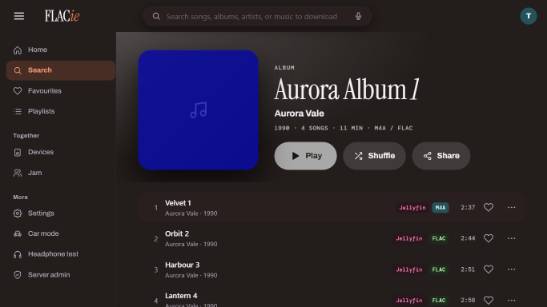 FLACie
Search songs, albums, artists, or music to download
T
Home
Search
Favourites
Playlists
Together
Devices
Jam
More
Settings
Car mode
Headphone test
Server admin
ALBUM
Aurora Album 1
Aurora Vale
1990 · 4 SONGS · 11 MIN · M4A / FLAC
Play
Shuffle
Share
1 Velvet 1 Jellyfin M4A 2:37
Aurora Vale · 1990
2 Orbit 2 Jellyfin FLAC 2:44
Aurora Vale · 1990
3 Harbour 3 Jellyfin FLAC 2:51
Aurora Vale · 1990
4 Lantern 4 Jellyfin FLAC 2:58
Aurora Vale · 1990